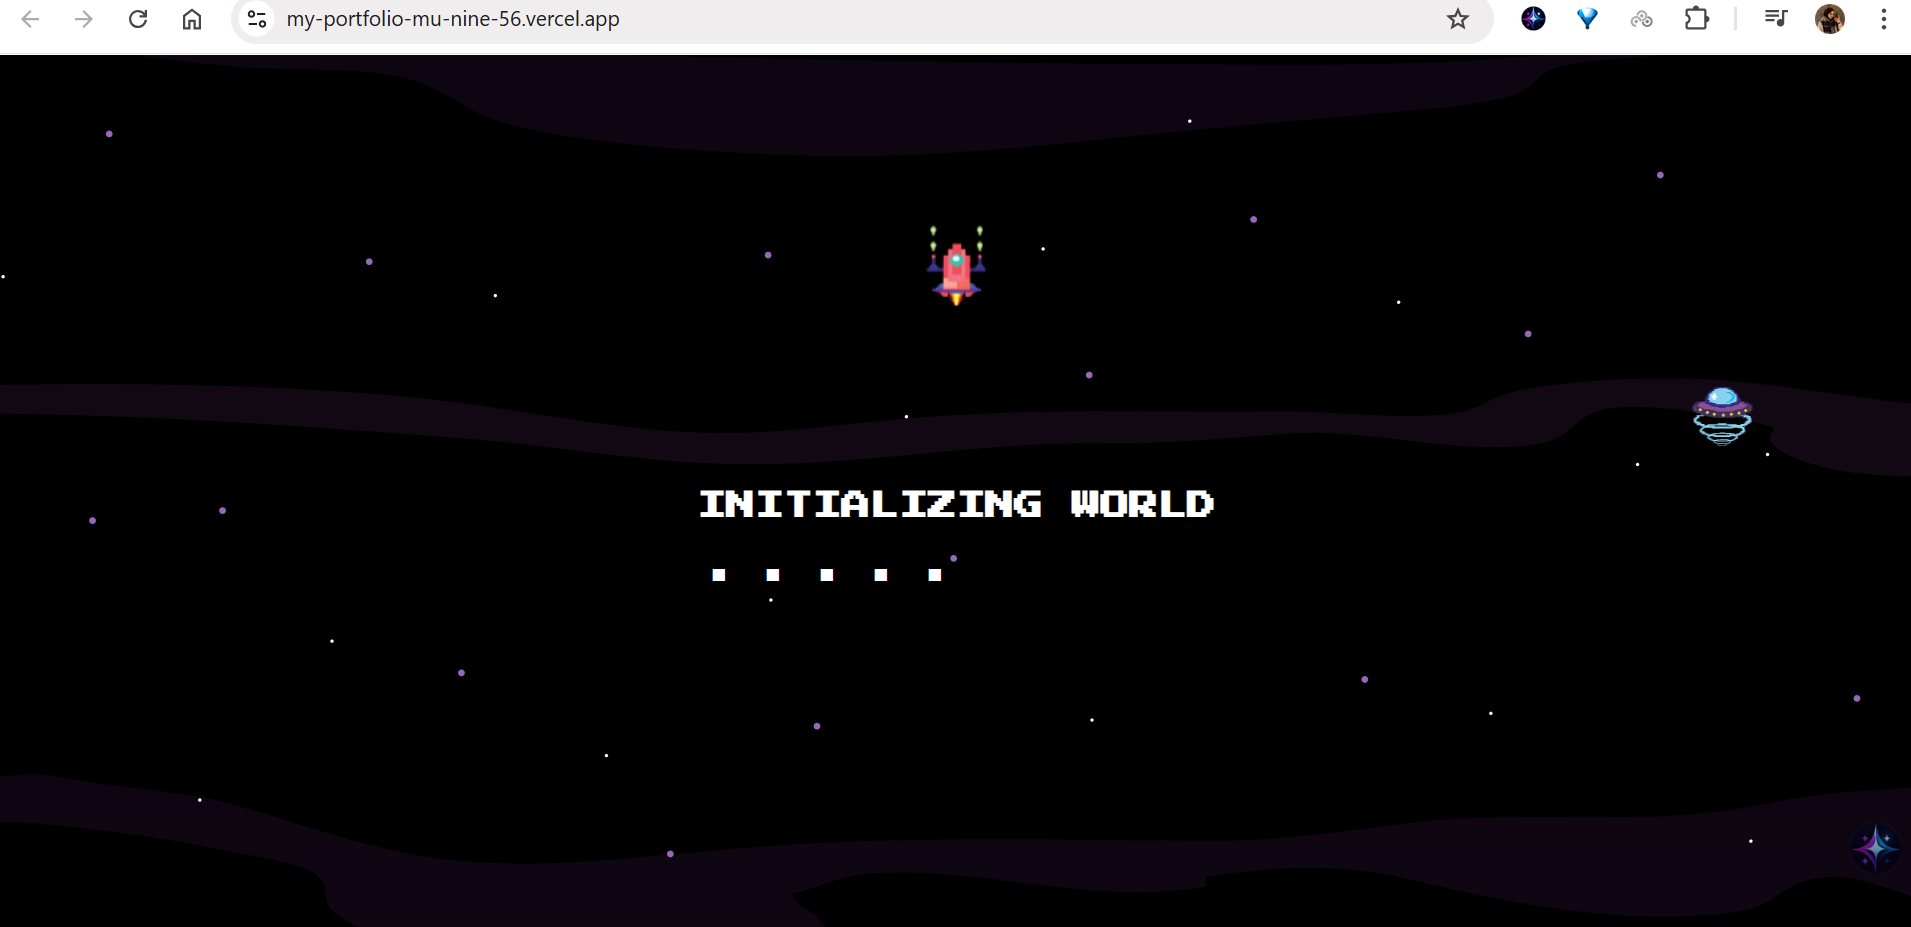 my-portfolio-mu-nine-56.vercel.app
INITIALIZING WORLD
. . . . .